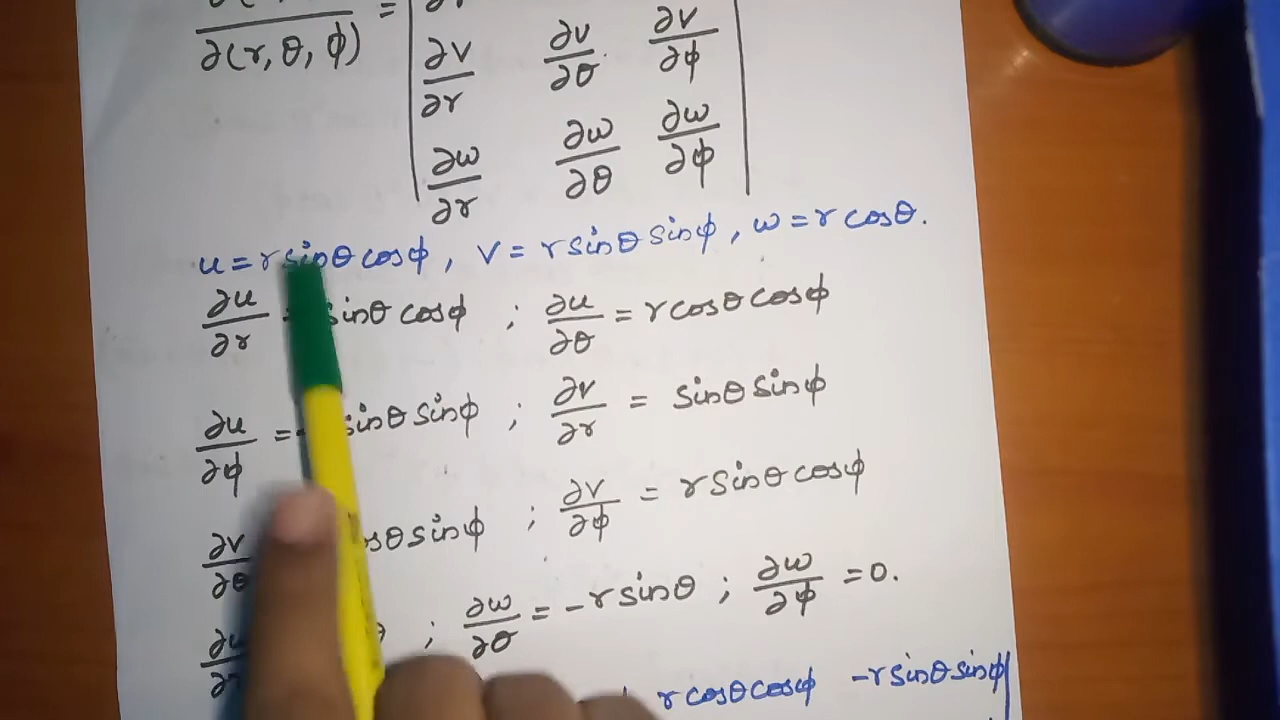 ∂(r, θ, ϕ) =
∂v/∂r ∂v/∂θ ∂v/∂ϕ
∂w/∂r ∂w/∂θ ∂w/∂ϕ
u = r sinθ cosϕ, v = r sinθ sinϕ, w = r cosθ.
∂u/∂r sinθ cosϕ ; ∂u/∂θ = r cosθ cosϕ
∂u/∂ϕ = - sinθ sinϕ ; ∂v/∂r = sinθ sinϕ
∂v/∂θ sinϕ ; ∂v/∂ϕ = r sinθ cosϕ
; ∂w/∂θ = - r sinθ ; ∂w/∂ϕ = 0.
r cosθ cosϕ - r sinθ sinϕ